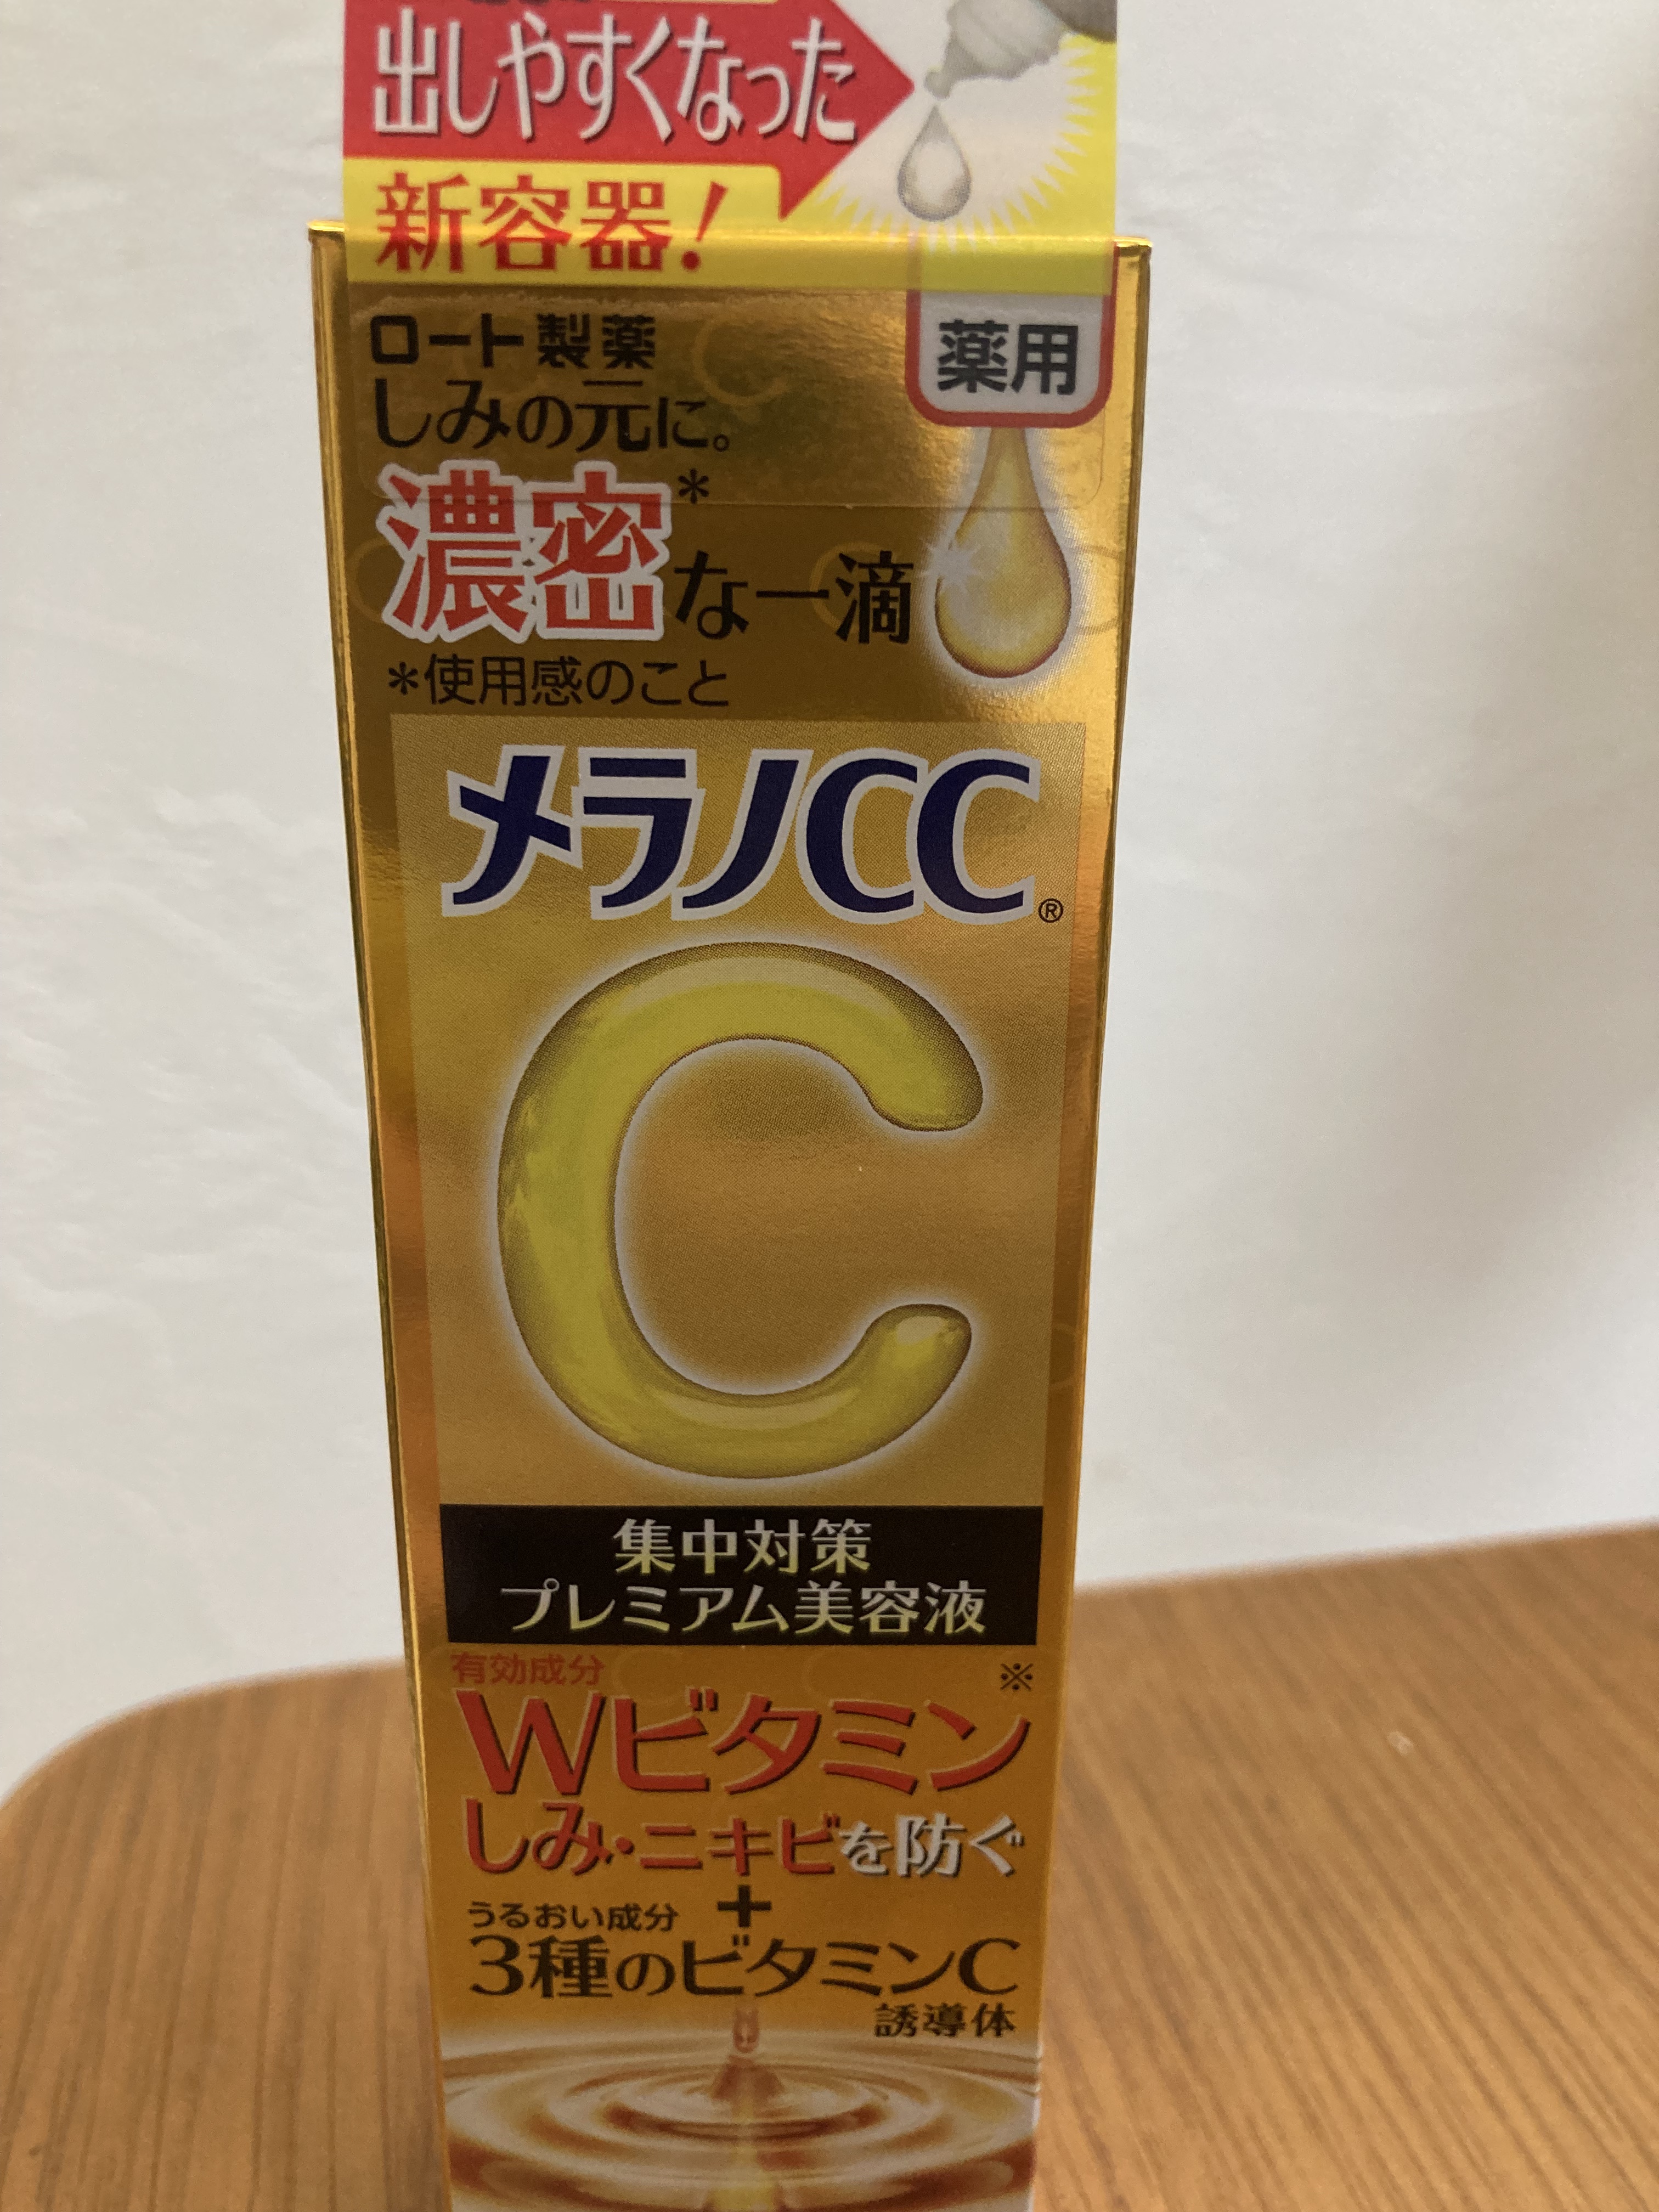 出しやすくなった
新容器!
ロート製薬
薬用
しみの元に。
濃密*な一滴
*使用感のこと
メラノCC®
C
集中対策
プレミアム美容液
有効成分
Wビタミン※
しみ・ニキビを防ぐ
+
うるおい成分
3種のビタミンC
誘導体